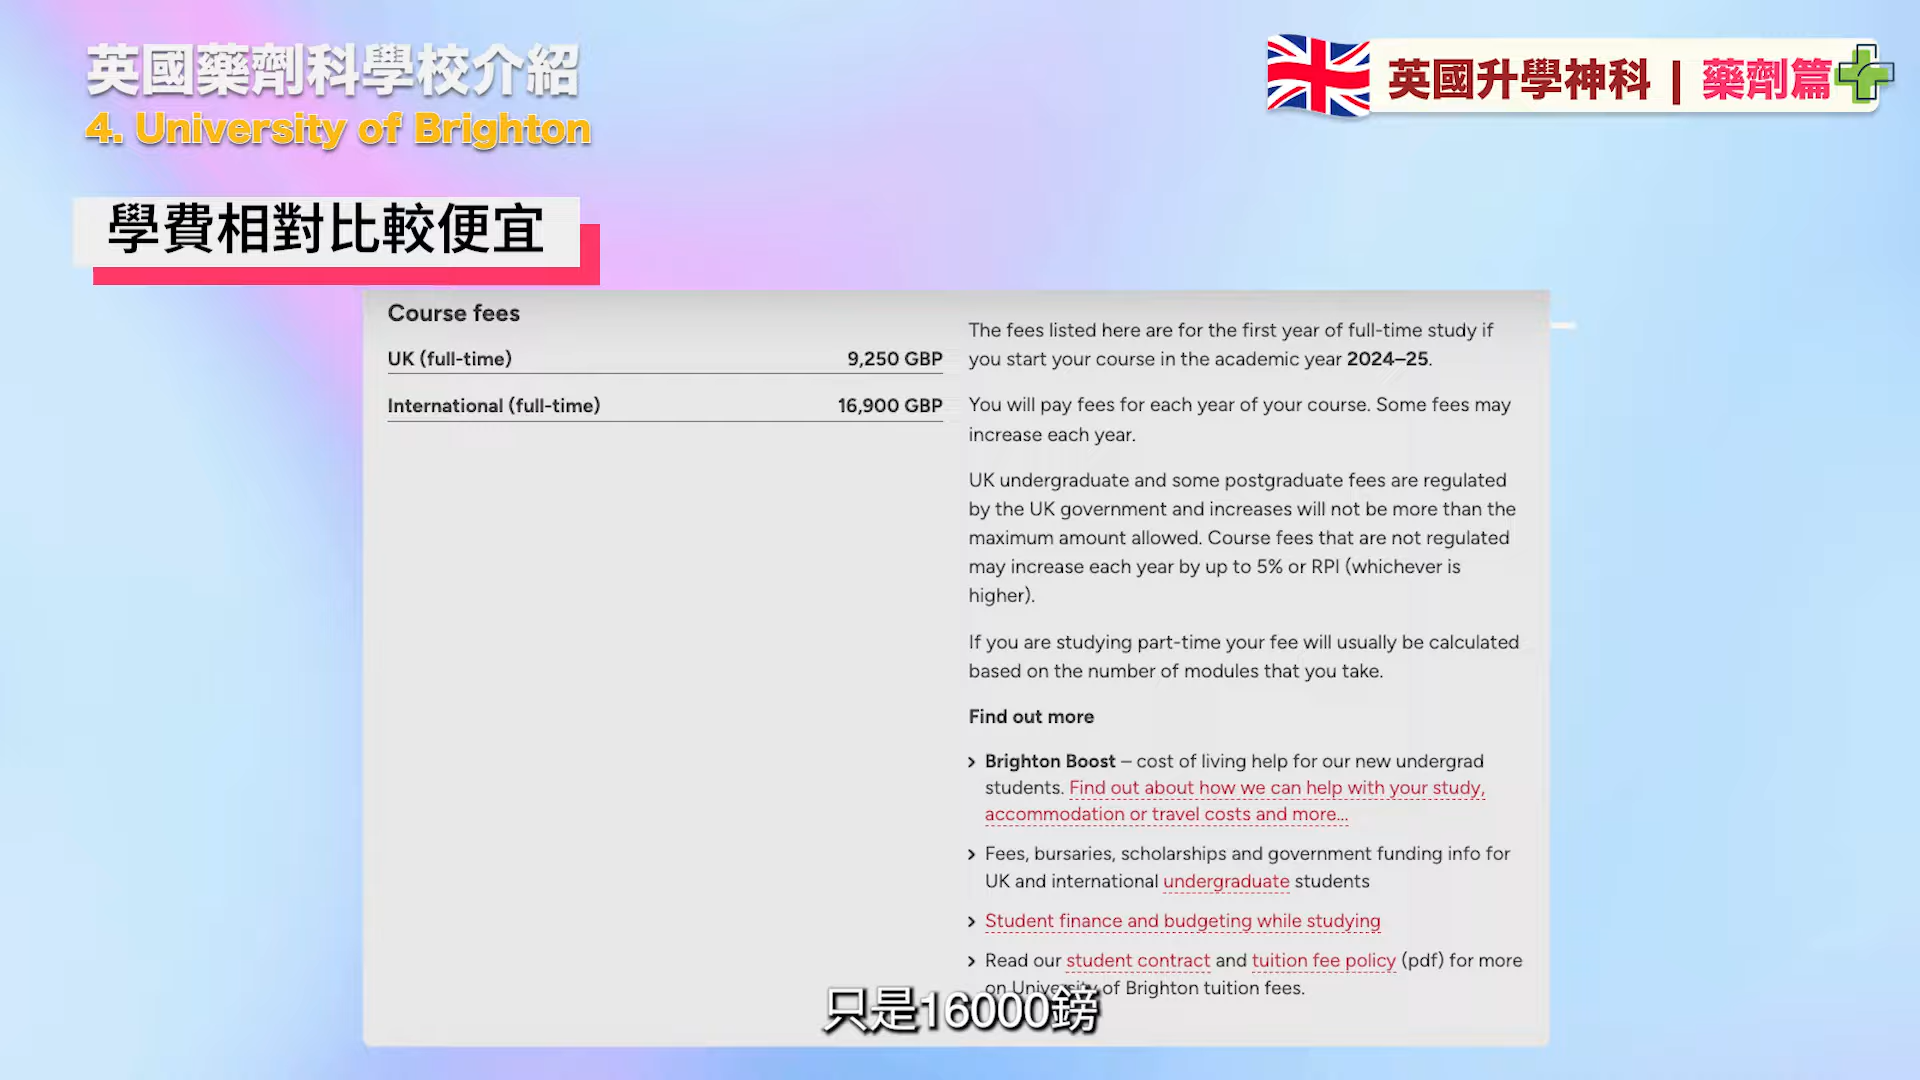 英國藥劑科學校介紹
4. University of Brighton
英國升學神科 | 藥劑篇
學費相對比較便宜
Course fees
UK (full-time) 9,250 GBP
International (full-time) 16,900 GBP
The fees listed here are for the first year of full-time study if
you start your course in the academic year 2024–25.
You will pay fees for each year of your course. Some fees may
increase each year.
UK undergraduate and some postgraduate fees are regulated
by the UK government and increases will not be more than the
maximum amount allowed. Course fees that are not regulated
may increase each year by up to 5% or RPI (whichever is
higher).
If you are studying part-time your fee will usually be calculated
based on the number of modules that you take.
Find out more
Brighton Boost – cost of living help for our new undergrad
students. Find out about how we can help with your study,
accommodation or travel costs and more...
Fees, bursaries, scholarships and government funding info for
UK and international undergraduate students
Student finance and budgeting while studying
Read our student contract and tuition fee policy (pdf) for more
on University of Brighton tuition fees.
只是16000鎊